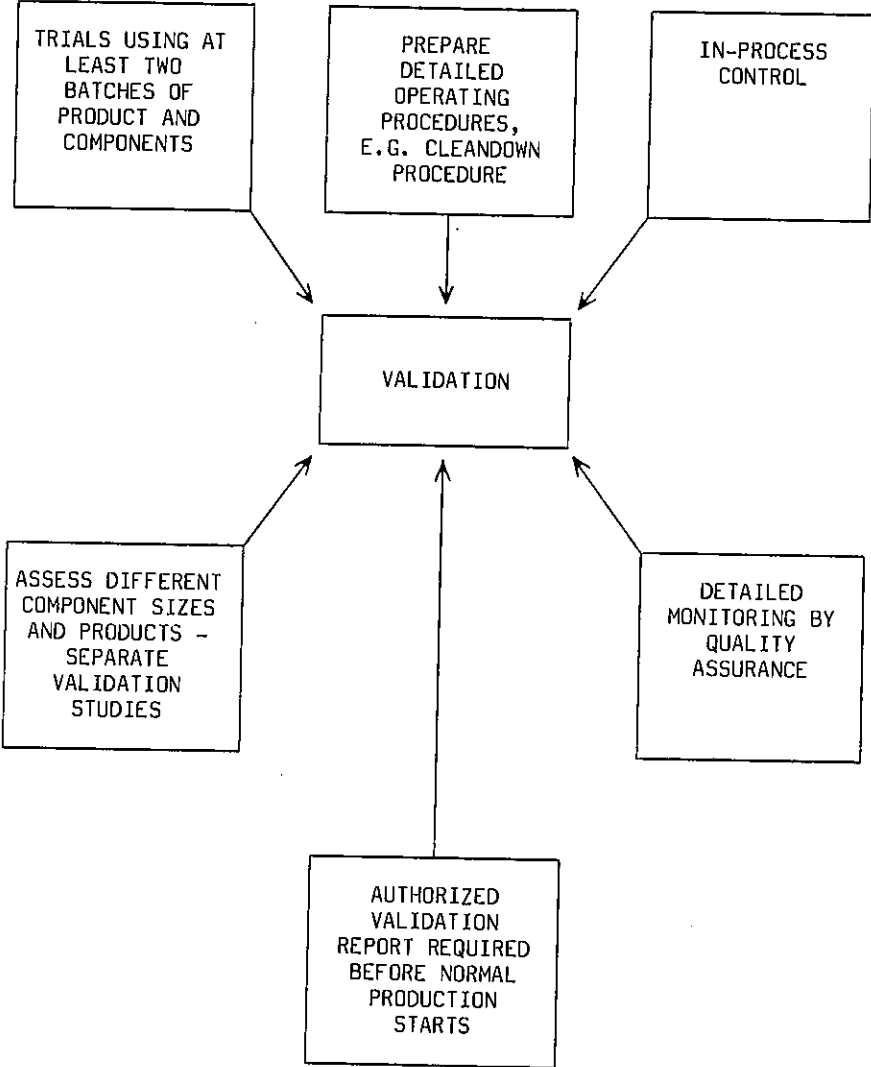 TRIALS USING AT
LEAST TWO
BATCHES OF
PRODUCT AND
COMPONENTS
PREPARE
DETAILED
OPERATING
PROCEDURES,
E.G. CLEANDOWN
PROCEDURE
IN-PROCESS
CONTROL
VALIDATION
ASSESS DIFFERENT
COMPONENT SIZES
AND PRODUCTS –
SEPARATE
VALIDATION
STUDIES
DETAILED
MONITORING BY
QUALITY
ASSURANCE
AUTHORIZED
VALIDATION
REPORT REQUIRED
BEFORE NORMAL
PRODUCTION
STARTS